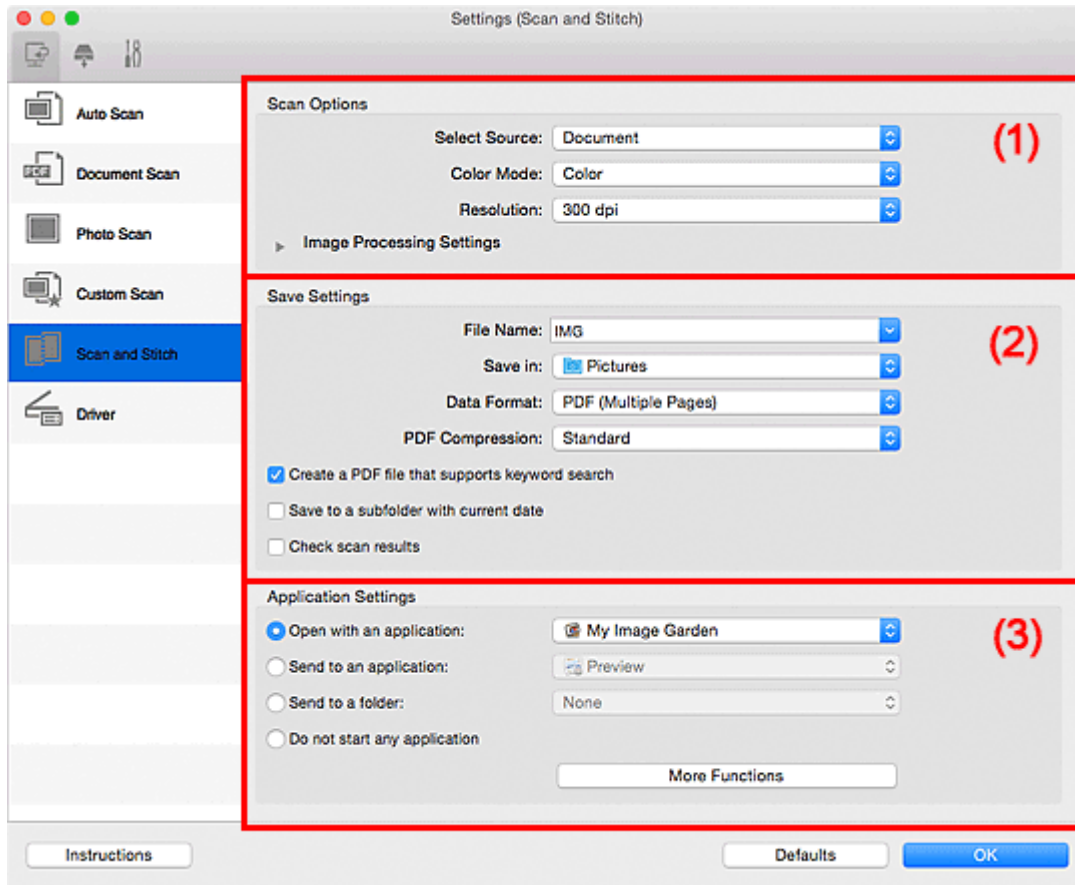 Settings (Scan and Stitch)
Auto Scan
PDF
Document Scan
Photo Scan
Custom Scan
Scan and Stitch
Driver
Scan Options
(1)
Select Source: Document
Color Mode: Color
Resolution: 300 dpi
Image Processing Settings
Save Settings
(2)
File Name: IMG
Save in: Pictures
Data Format: PDF (Multiple Pages)
PDF Compression: Standard
Create a PDF file that supports keyword search
Save to a subfolder with current date
Check scan results
Application Settings
(3)
Open with an application: My Image Garden
Send to an application: Preview
Send to a folder: None
Do not start any application
More Functions
Instructions Defaults OK